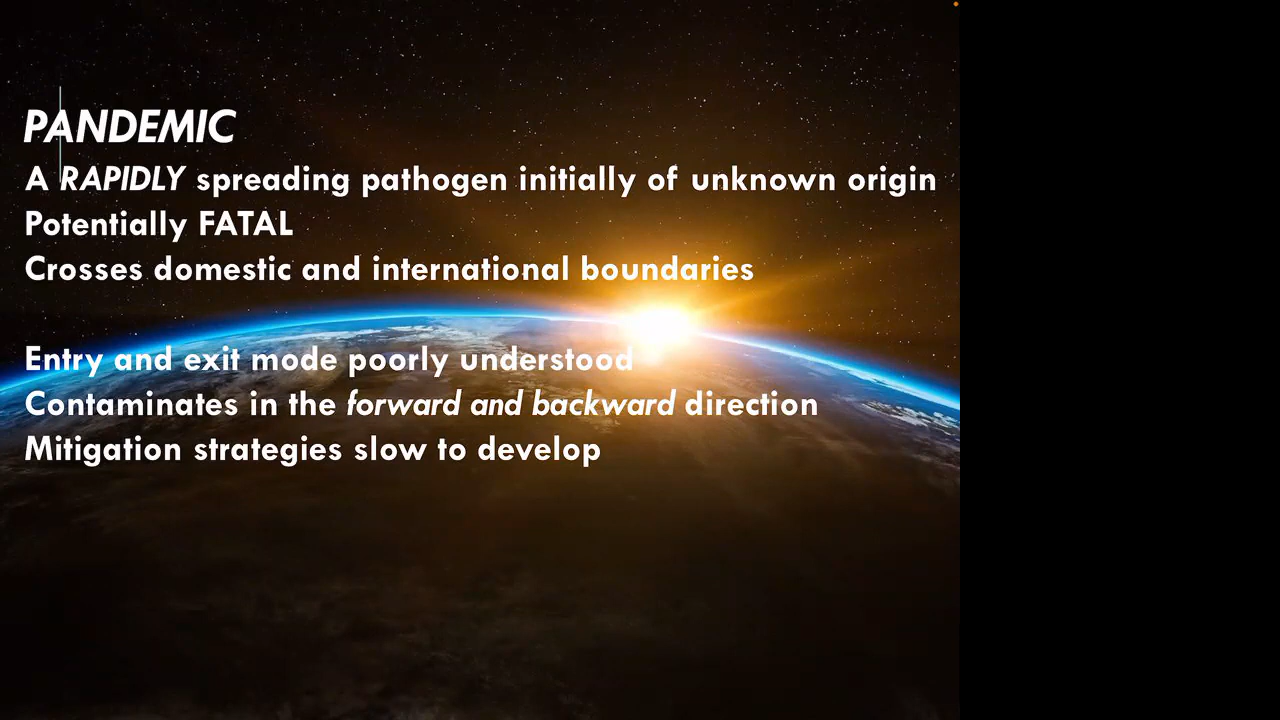 PANDEMIC
A RAPIDLY spreading pathogen initially of unknown origin
Potentially FATAL
Crosses domestic and international boundaries
Entry and exit mode poorly understood
Contaminates in the forward and backward direction
Mitigation strategies slow to develop